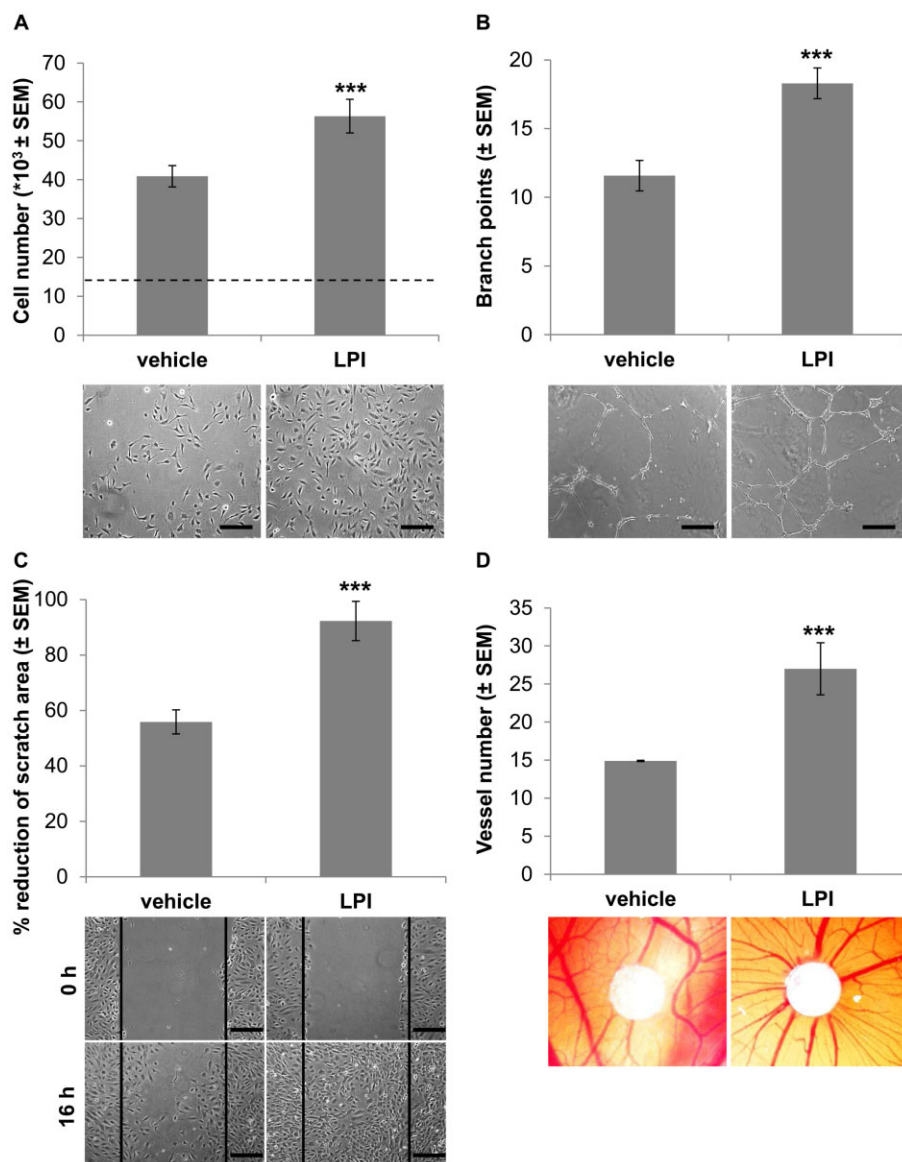 A
Cell number (*10³ ± SEM)
70
60
50
40
30
20
10
0
***
vehicle
LPI
B
Branch points (± SEM)
20
15
10
5
0
***
vehicle
LPI
C
% reduction of scratch area (± SEM)
100
80
60
40
20
0
***
vehicle
LPI
0 h
16 h
D
Vessel number (± SEM)
35
30
25
20
15
10
5
0
***
vehicle
LPI